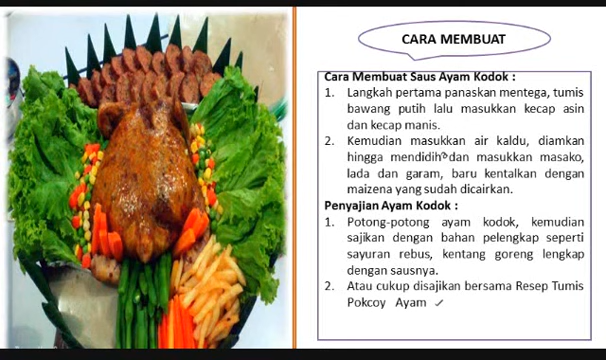 CARA MEMBUAT
Cara Membuat Saus Ayam Kodok :
1. Langkah pertama panaskan mentega, tumis
bawang putih lalu masukkan kecap asin
dan kecap manis.
2. Kemudian masukkan air kaldu, diamkan
hingga mendidih dan masukkan masako,
lada dan garam, baru kentalkan dengan
maizena yang sudah dicairkan.
Penyajian Ayam Kodok :
1. Potong-potong ayam kodok, kemudian
sajikan dengan bahan pelengkap seperti
sayuran rebus, kentang goreng lengkap
dengan sausnya.
2. Atau cukup disajikan bersama Resep Tumis
Pokcoy Ayam